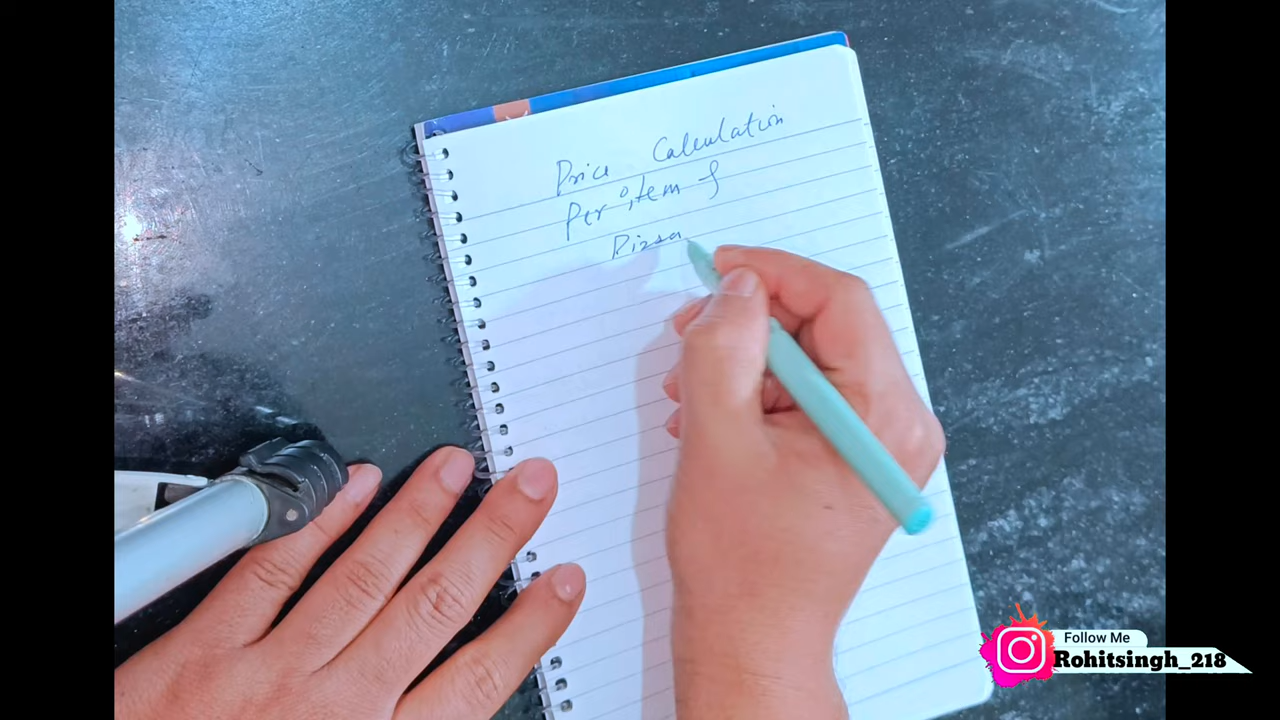 Price Calculation
Per item of
Pizza
Follow Me
Rohitsingh_218